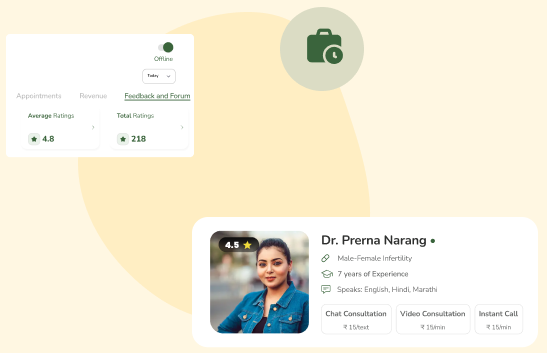 Offline
Today
Appointments Revenue Feedback and Forum
Average Ratings Total Ratings
4.8 218
4.5
Dr. Prerna Narang
Male-Female Infertility
7 years of Experience
Speaks: English, Hindi, Marathi
Chat Consultation Video Consultation Instant Call
₹ 15/text ₹ 15/min ₹ 15/min